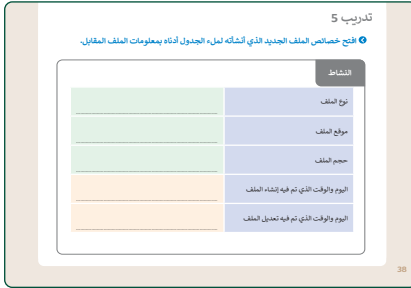 تدريب 5
افتح خصائص الملف الجديد الذي أنشأته لملء الجدول أدناه بمعلومات الملف المقابل.
النشاط
نوع الملف
موقع الملف
حجم الملف
اليوم والوقت الذي تم فيه إنشاء الملف
اليوم والوقت الذي تم فيه تعديل الملف
38